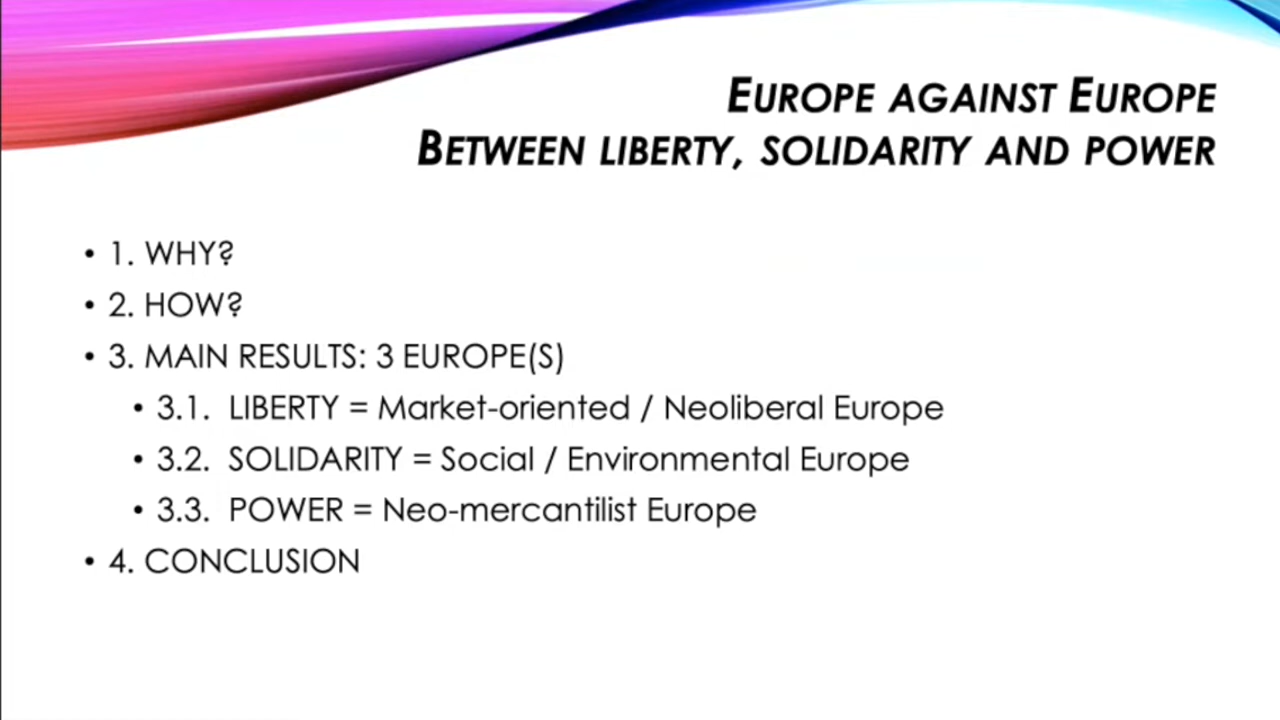 EUROPE AGAINST EUROPE
BETWEEN LIBERTY, SOLIDARITY AND POWER
• 1. WHY?
• 2. HOW?
• 3. MAIN RESULTS: 3 EUROPE(S)
• 3.1. LIBERTY = Market-oriented / Neoliberal Europe
• 3.2. SOLIDARITY = Social / Environmental Europe
• 3.3. POWER = Neo-mercantilist Europe
• 4. CONCLUSION